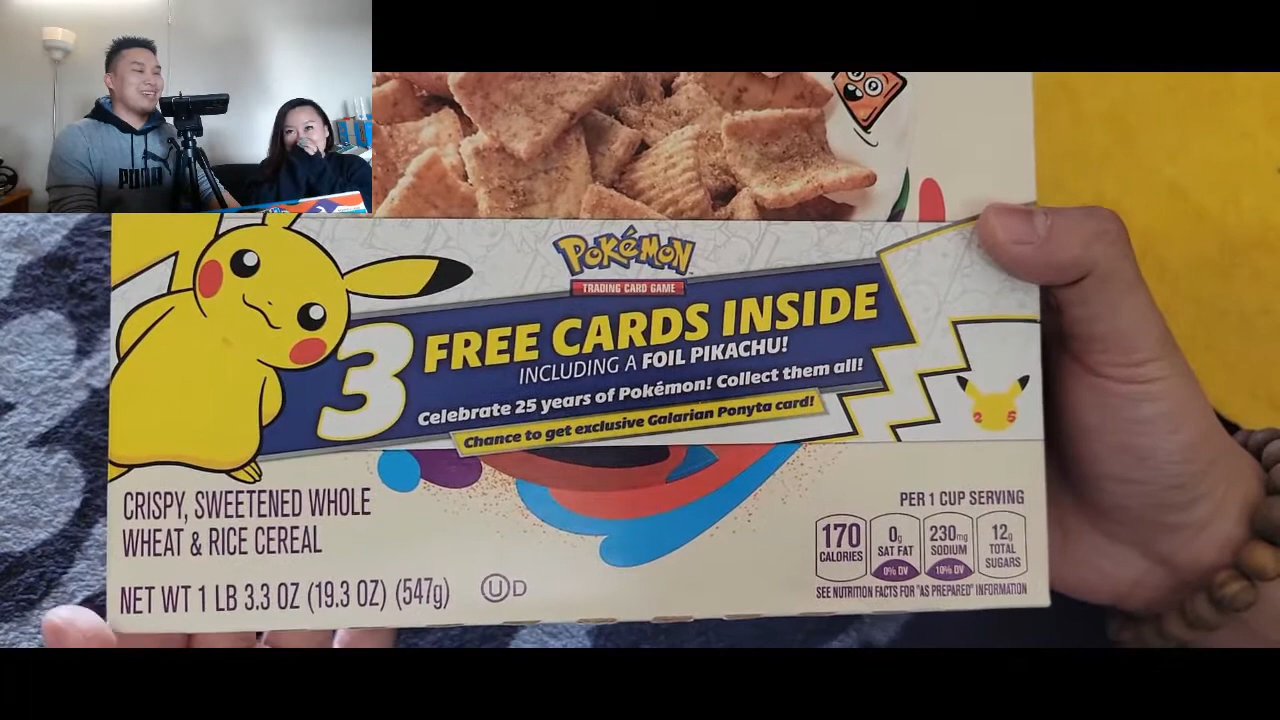 PUMA
POKéMON
TRADING CARD GAME
3 FREE CARDS INSIDE
INCLUDING A FOIL PIKACHU!
Celebrate 25 years of Pokémon! Collect them all!
Chance to get exclusive Galarian Ponyta card!
25
CRISPY, SWEETENED WHOLE
WHEAT & RICE CEREAL
NET WT 1 LB 3.3 OZ (19.3 OZ) (547g)
UD
PER 1 CUP SERVING
170 CALORIES
0g SAT FAT 0% DV
230mg SODIUM 10% DV
12g TOTAL SUGARS
SEE NUTRITION FACTS FOR "AS PREPARED" INFORMATION